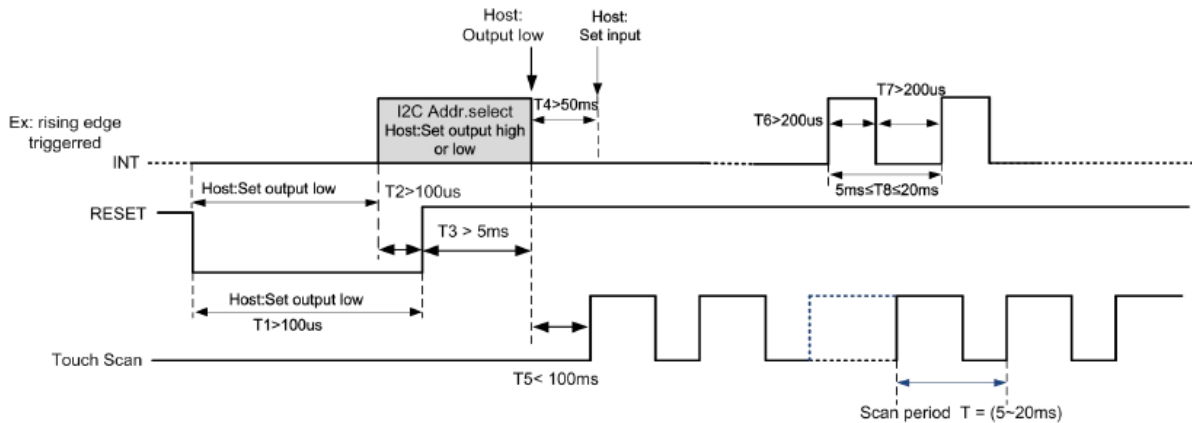 Host:
Output low
Host:
Set input
Ex: rising edge
triggerred
I2C Addr.select
Host:Set output high
or low
T4>50ms
T7>200us
T6>200us
INT
Host:Set output low
T2>100us
5ms≤T8≤20ms
RESET
T3 > 5ms
Host:Set output low
T1>100us
Touch Scan
T5< 100ms
Scan period T = (5~20ms)